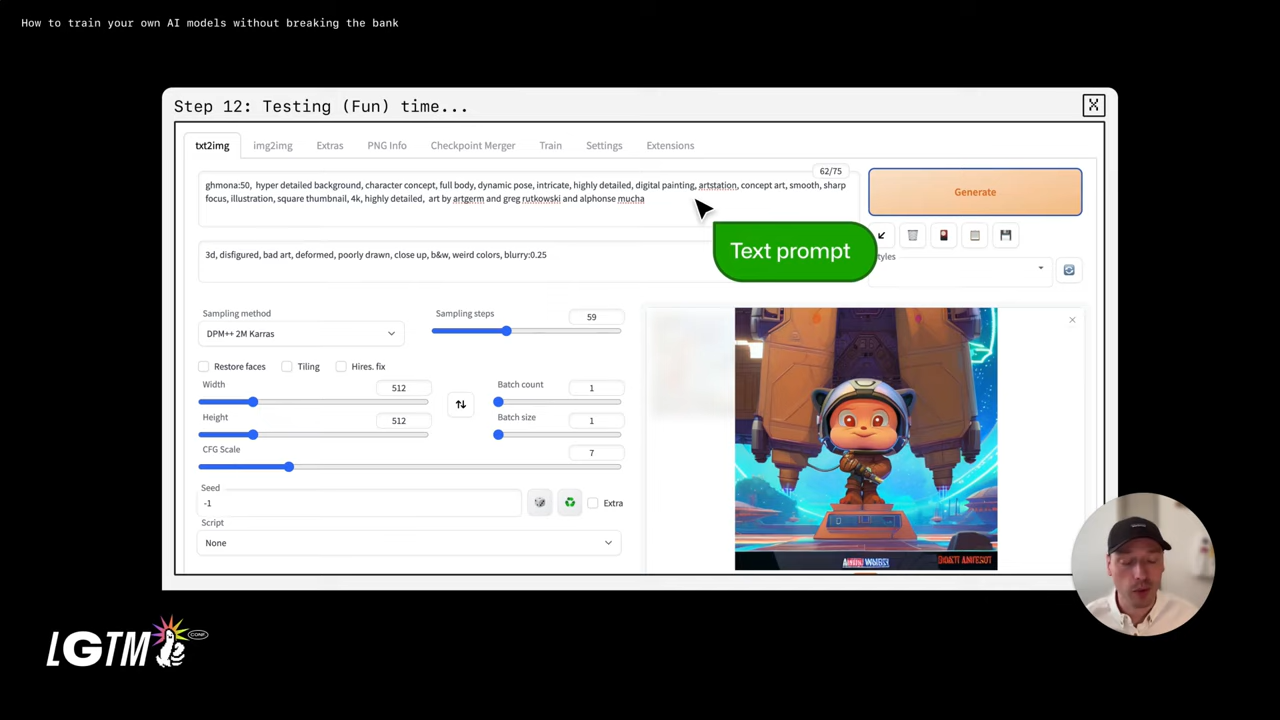 How to train your own AI models without breaking the bank
Step 12: Testing (Fun) time...
X
txt2img
img2img
Extras
PNG Info
Checkpoint Merger
Train
Settings
Extensions
62/75
ghmona:50, hyper detailed background, character concept, full body, dynamic pose, intricate, highly detailed, digital painting, artstation, concept art, smooth, sharp
focus, illustration, square thumbnail, 4k, highly detailed, art by artgerm and greg rutkowski and alphonse mucha
Generate
Text prompt
3d, disfigured, bad art, deformed, poorly drawn, close up, b&w, weird colors, blurry:0.25
tyles
Sampling method
DPM++ 2M Karras
Sampling steps
59
Restore faces
Tiling
Hires. fix
Width
512
Batch count
1
Height
512
Batch size
1
CFG Scale
7
Seed
-1
Extra
Script
None
LGTM
CONF